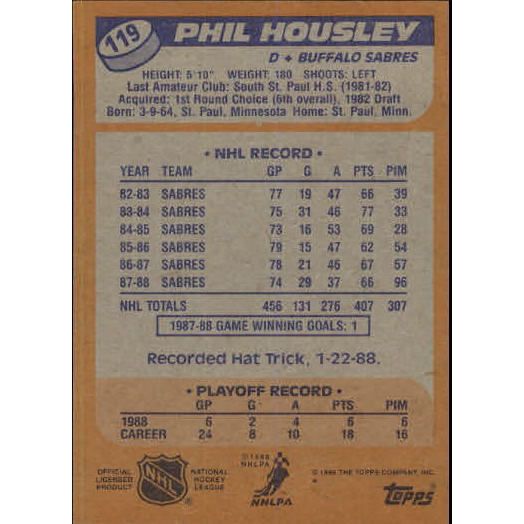 119
PHIL HOUSLEY
D ♦ BUFFALO SABRES
HEIGHT: 5'10" WEIGHT: 180 SHOOTS: LEFT
Last Amateur Club: South St. Paul H.S. (1981-82)
Acquired: 1st Round Choice (6th overall), 1982 Draft
Born: 3-9-64, St. Paul, Minnesota Home: St. Paul, Minn.
• NHL RECORD •
YEAR TEAM GP G A PTS PIM
82-83 SABRES 77 19 47 66 39
83-84 SABRES 75 31 46 77 33
84-85 SABRES 73 16 53 69 28
85-86 SABRES 79 15 47 62 54
86-87 SABRES 78 21 46 67 57
87-88 SABRES 74 29 37 66 96
NHL TOTALS 456 131 276 407 307
1987-88 GAME WINNING GOALS: 1
Recorded Hat Trick, 1-22-88.
• PLAYOFF RECORD •
GP G A PTS PIM
1988 6 2 4 6 6
CAREER 24 8 10 18 16
OFFICIAL LICENSED PRODUCT
NHL
NATIONAL HOCKEY LEAGUE
© 1988 NHLPA
NHLPA
© 1988 THE TOPPS COMPANY, INC.
*
TOPPS